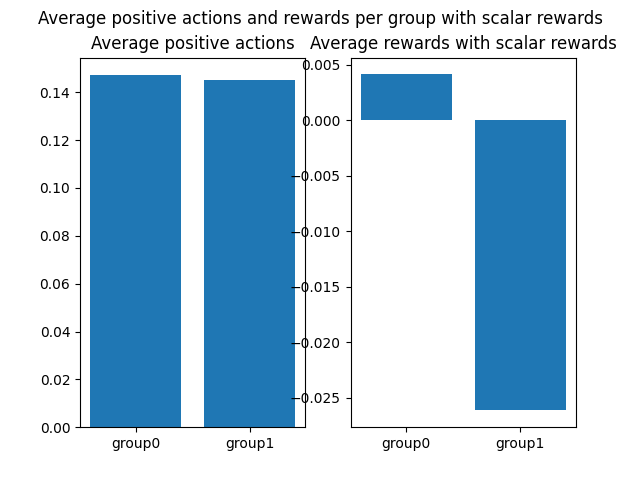 Average positive actions and rewards per group with scalar rewards
Average positive actions
Average rewards with scalar rewards
0.14
0.12
0.10
0.08
0.06
0.04
0.02
0.00
group0
group1
0.005
0.000
−0.005
−0.010
−0.015
−0.020
−0.025
group0
group1